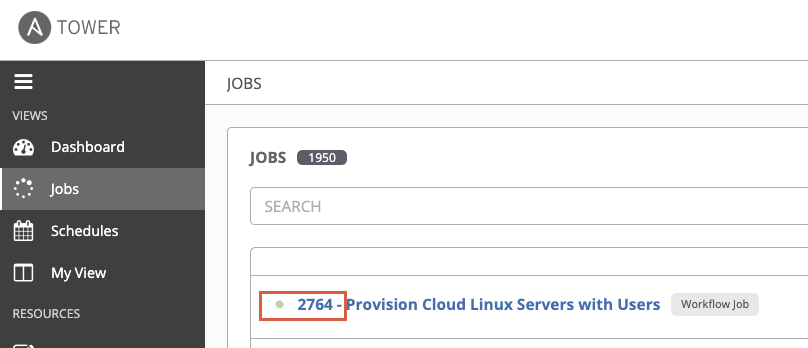 TOWER
VIEWS
Dashboard
Jobs
Schedules
My View
RESOURCES
JOBS
JOBS 1950
SEARCH
2764 - Provision Cloud Linux Servers with Users Workflow Job